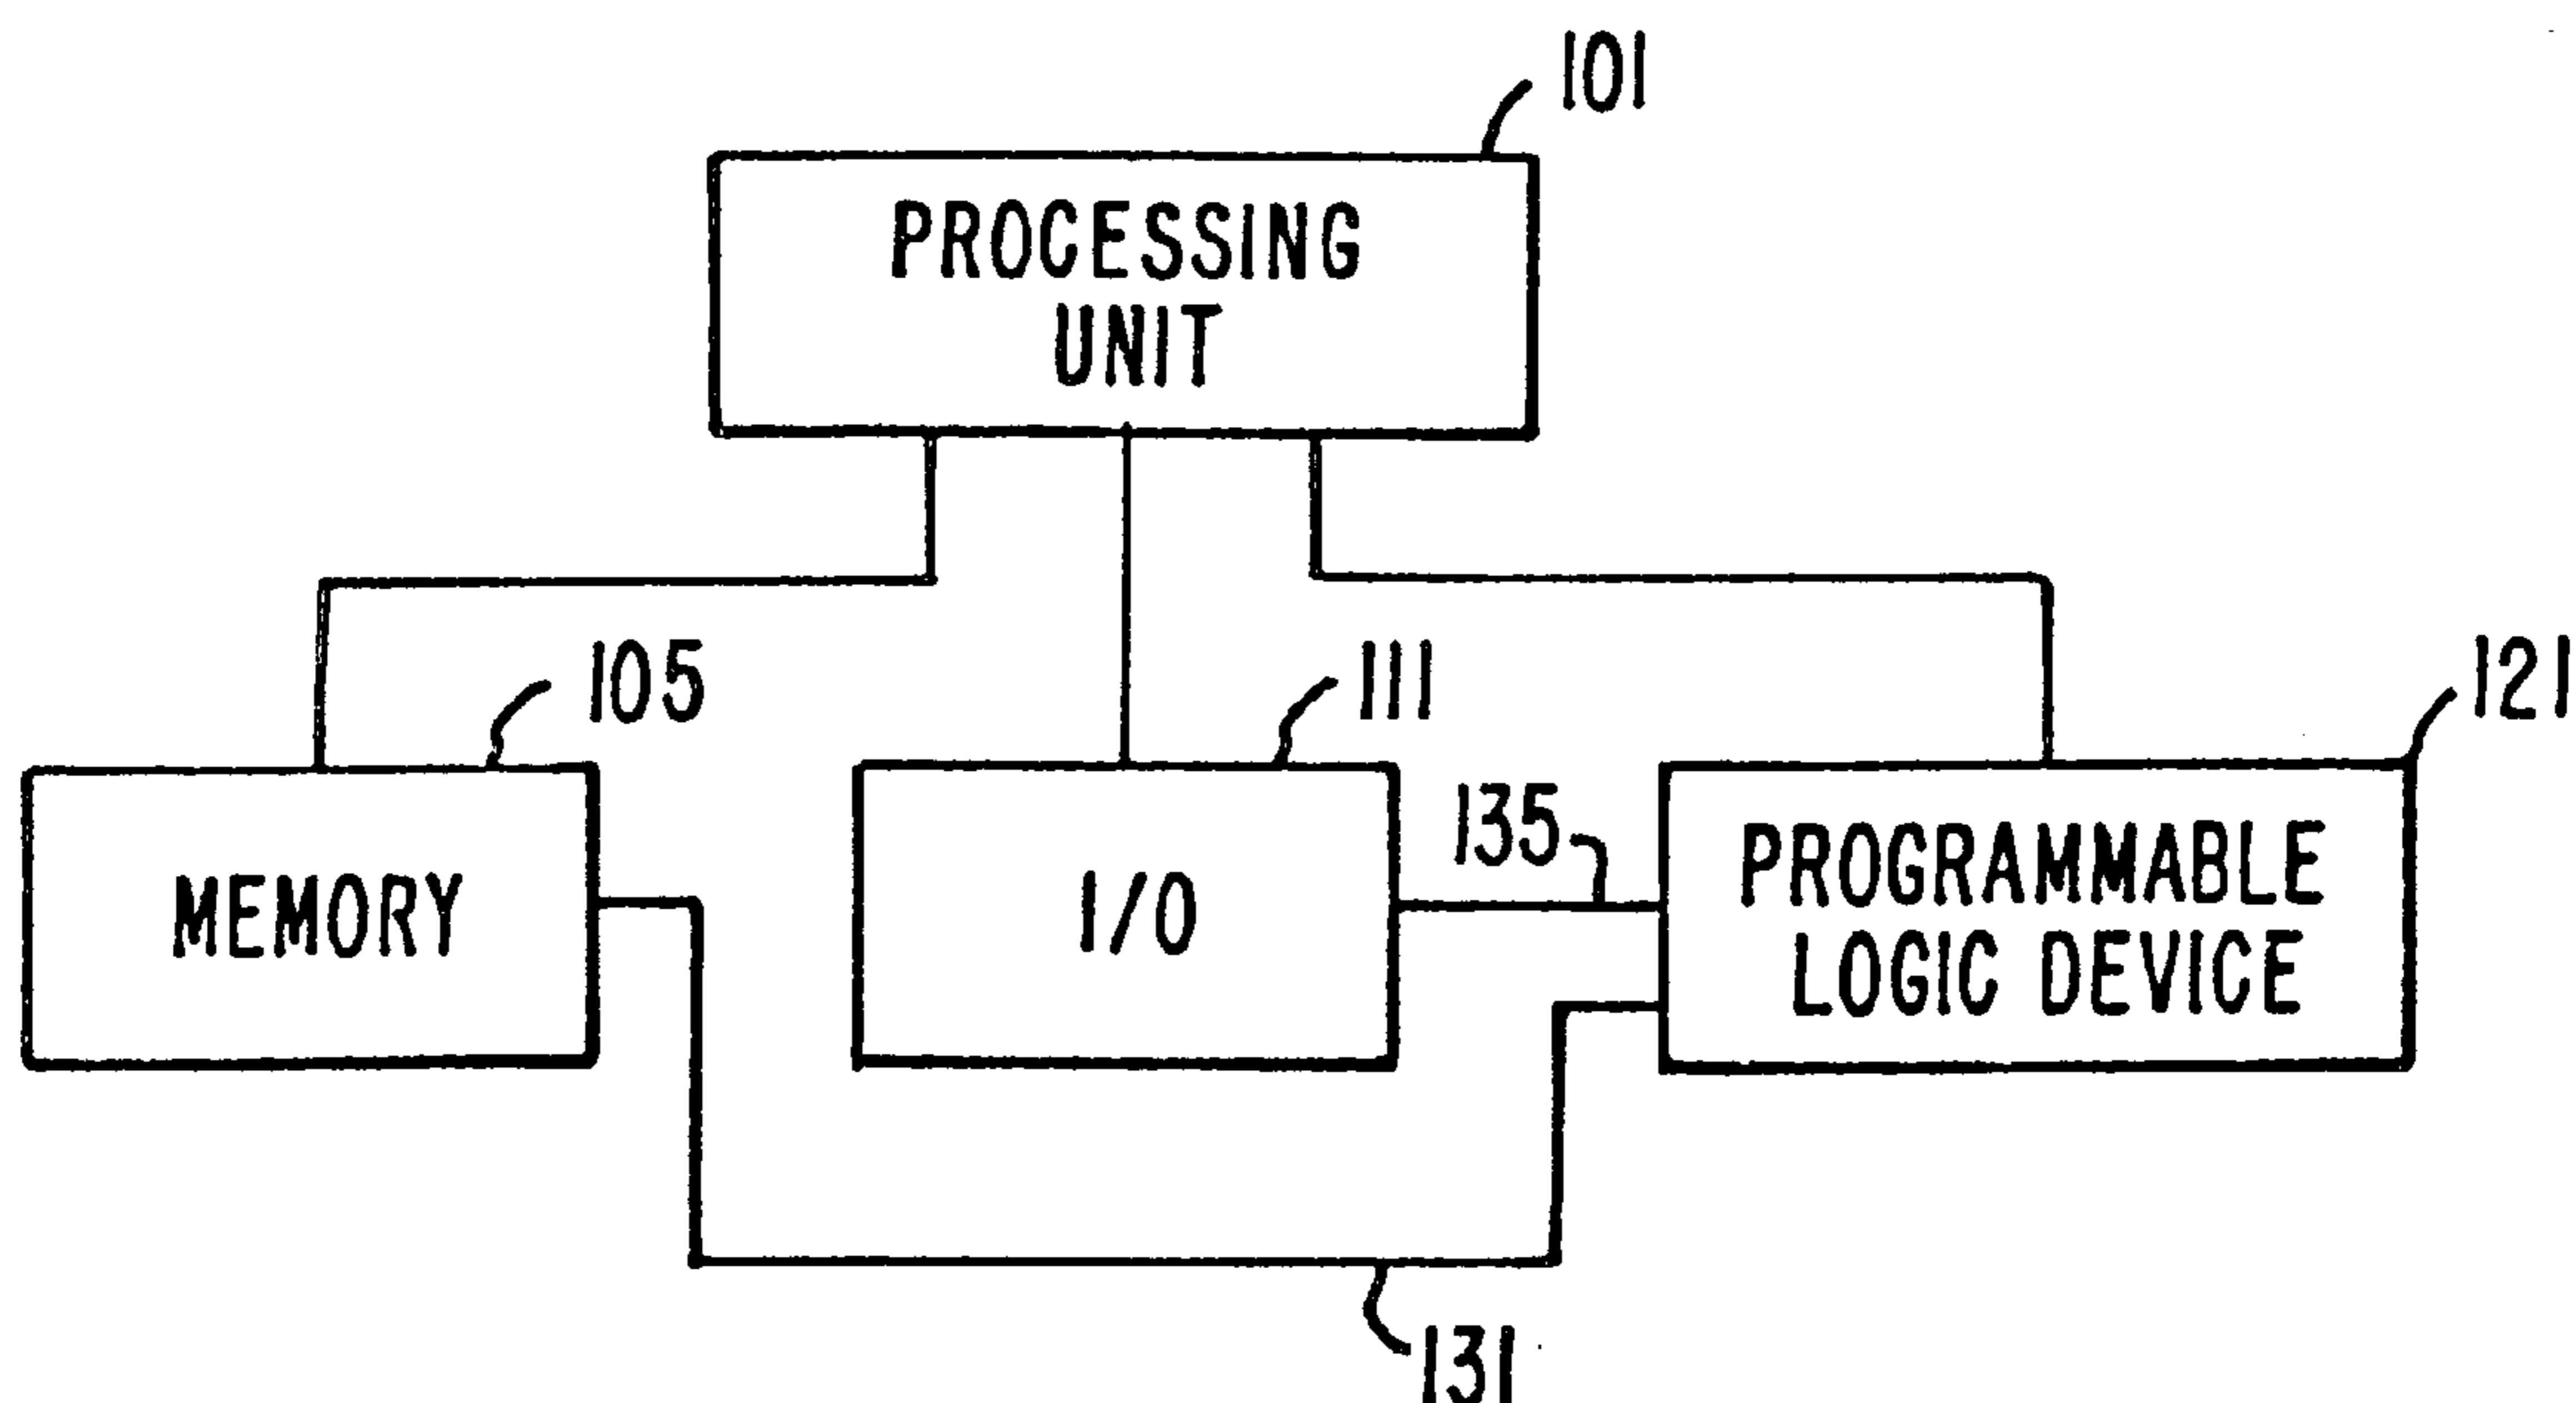 101
PROCESSING
UNIT
105
111
121
135
MEMORY
I/O
PROGRAMMABLE
LOGIC DEVICE
131